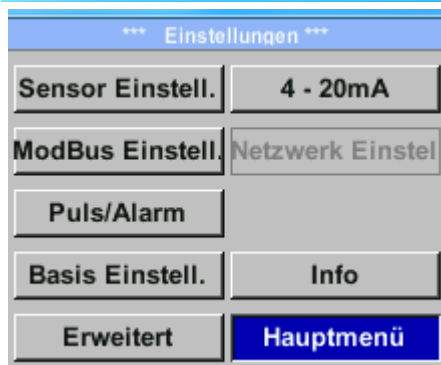 *** Einstellungen ***
Sensor Einstell. 4 - 20mA
ModBus Einstell. Netzwerk Einstel
Puls/Alarm
Basis Einstell. Info
Erweitert Hauptmenü